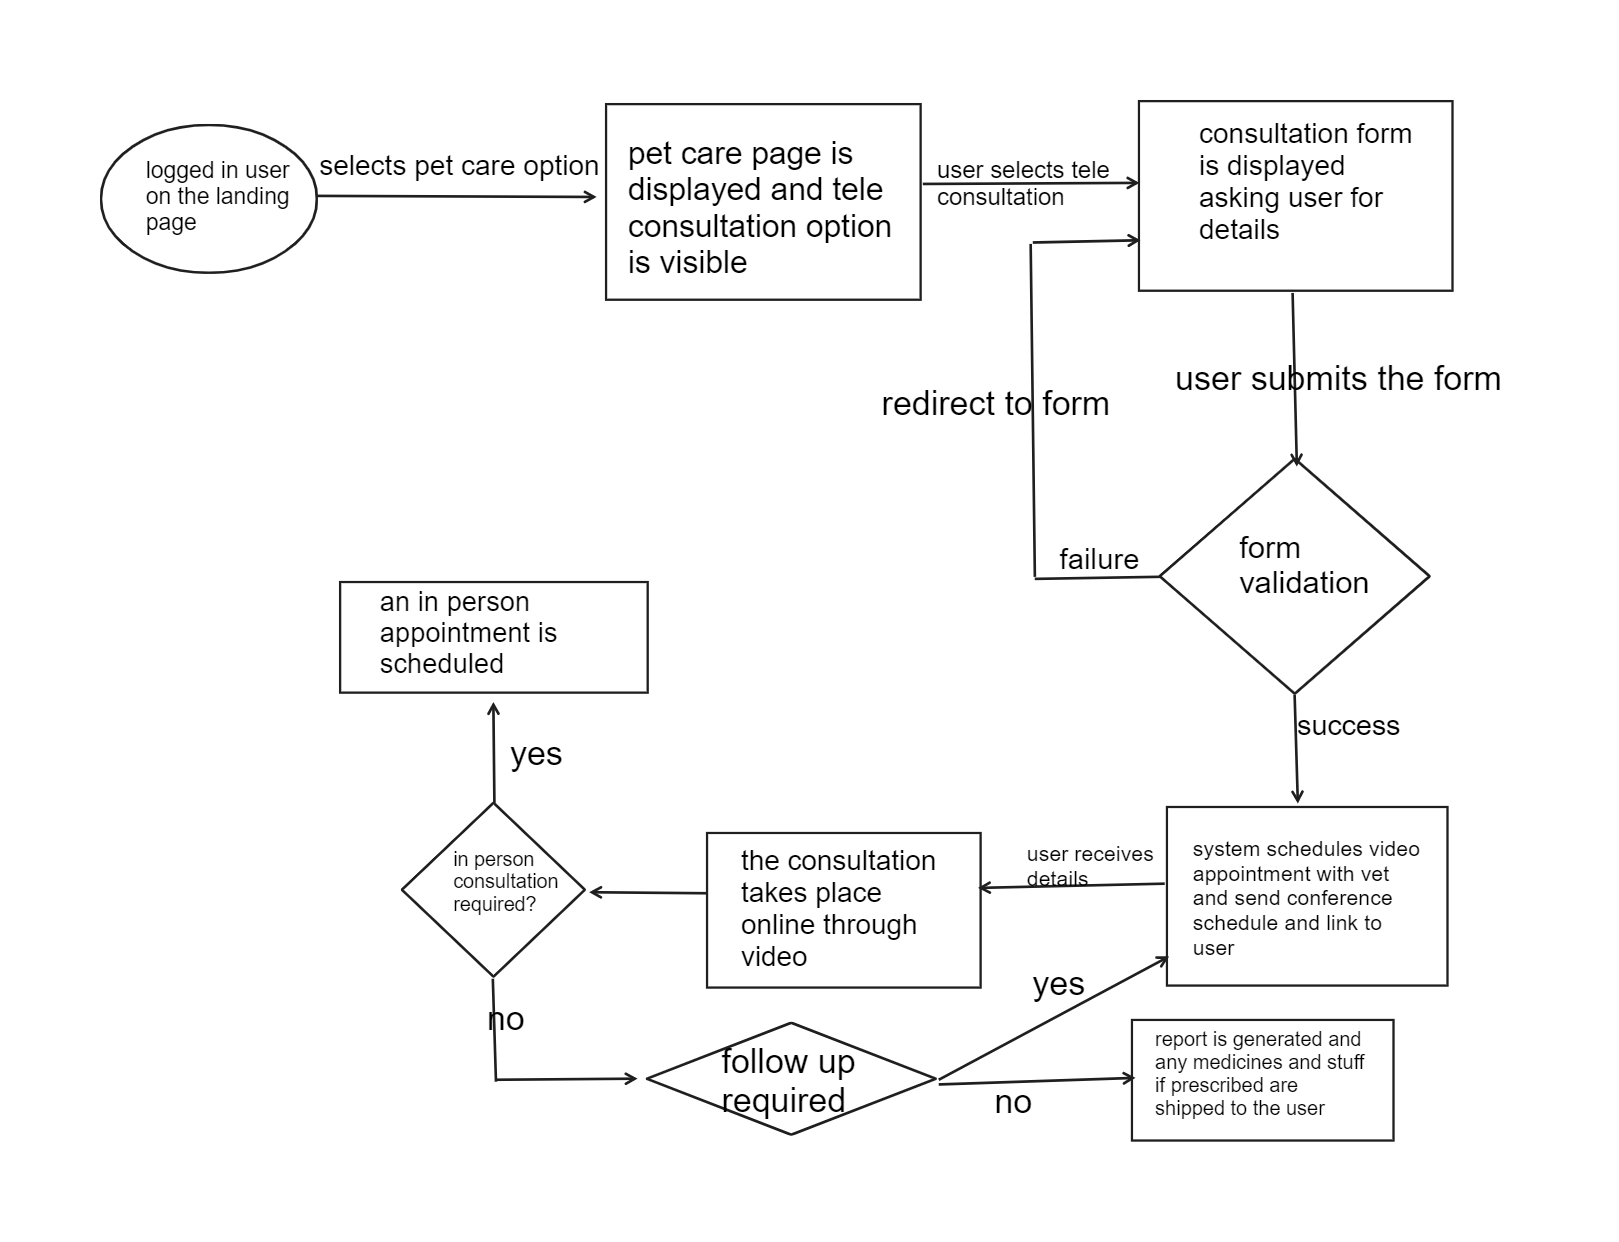 logged in user
on the landing
page
selects pet care option
pet care page is
displayed and tele
consultation option
is visible
user selects tele
consultation
consultation form
is displayed
asking user for
details
user submits the form
redirect to form
form
validation
failure
success
system schedules video
appointment with vet
and send conference
schedule and link to
user
user receives
details
the consultation
takes place
online through
video
in person
consultation
required?
yes
an in person
appointment is
scheduled
no
follow up
required
yes
no
report is generated and
any medicines and stuff
if prescribed are
shipped to the user